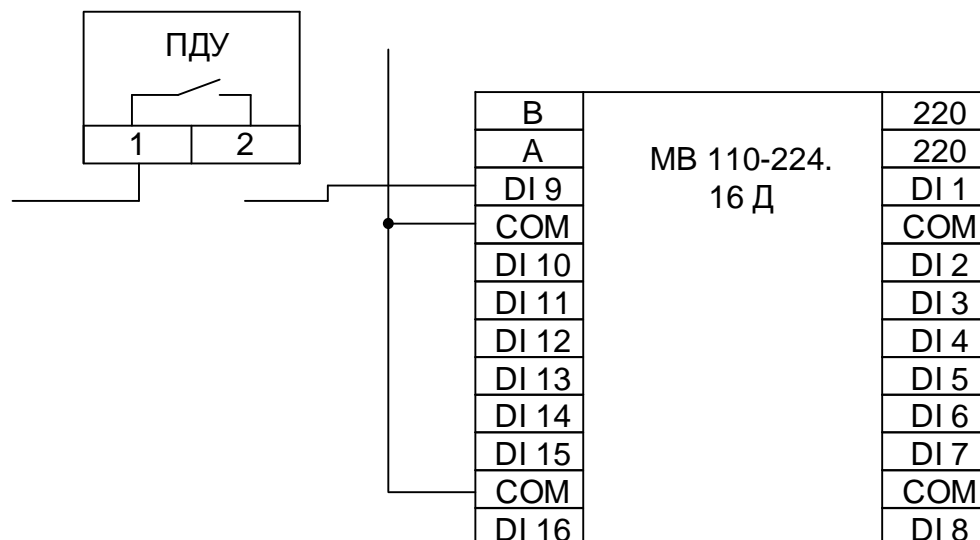 ПДУ
1 2
B
A
DI 9
COM
DI 10
DI 11
DI 12
DI 13
DI 14
DI 15
COM
DI 16
МВ 110-224.
16 Д
220
220
DI 1
COM
DI 2
DI 3
DI 4
DI 5
DI 6
DI 7
COM
DI 8